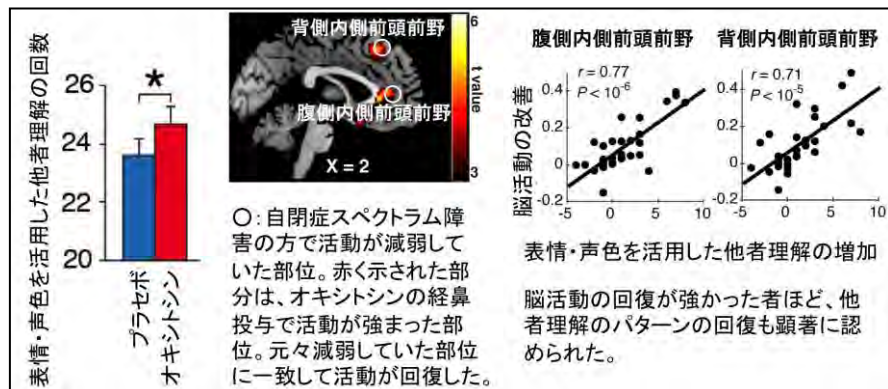 表情・声色を活用した他者理解の回数
26
24
22
20
*
プラセボ
オキシトシン
背側内側前頭前野
腹側内側前頭前野
X = 2
6
t value
3
○:自閉症スペクトラム障
害の方で活動が減弱して
いた部位。赤く示された部
分は、オキシトシンの経鼻
投与で活動が強まった部
位。元々減弱していた部位
に一致して活動が回復した。
腹側内側前頭前野
背側内側前頭前野
脳活動の改善
r = 0.77
P < 10-6
0.4
0.2
0
-0.2
-5
0
5
10
r = 0.71
P < 10-5
0.4
0.2
0
-0.2
-5
0
5
10
表情・声色を活用した他者理解の増加
脳活動の回復が強かった者ほど、他
者理解のパターンの回復も顕著に認
められた。